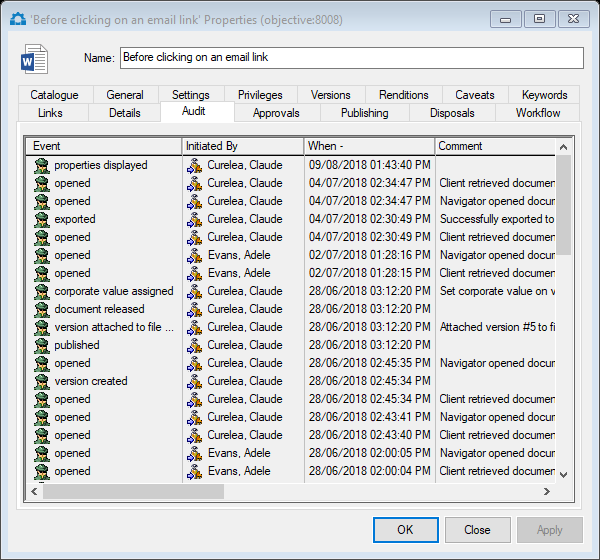 'Before clicking on an email link' Properties (objective:8008)
W
Name: Before clicking on an email link
Catalogue General Settings Privileges Versions Renditions Caveats Keywords
Links Details Audit Approvals Publishing Disposals Workflow
Event Initiated By When - Comment
properties displayed Curelea, Claude 09/08/2018 01:43:40 PM
opened Curelea, Claude 04/07/2018 02:34:47 PM Client retrieved documen
opened Curelea, Claude 04/07/2018 02:34:47 PM Navigator opened docum
exported Curelea, Claude 04/07/2018 02:30:49 PM Successfully exported to
opened Curelea, Claude 04/07/2018 02:30:49 PM Client retrieved documen
opened Evans, Adele 02/07/2018 01:28:16 PM Navigator opened docum
opened Evans, Adele 02/07/2018 01:28:15 PM Client retrieved documen
corporate value assigned Curelea, Claude 28/06/2018 03:12:20 PM Set corporate value on v
document released Curelea, Claude 28/06/2018 03:12:20 PM
version attached to file ... Curelea, Claude 28/06/2018 03:12:20 PM Attached version #5 to fi
published Curelea, Claude 28/06/2018 03:12:20 PM
opened Curelea, Claude 28/06/2018 02:45:35 PM Navigator opened docum
version created Curelea, Claude 28/06/2018 02:45:34 PM
opened Curelea, Claude 28/06/2018 02:45:34 PM Client retrieved documen
opened Curelea, Claude 28/06/2018 02:43:41 PM Navigator opened docum
opened Curelea, Claude 28/06/2018 02:43:40 PM Client retrieved documen
opened Evans, Adele 28/06/2018 02:00:05 PM Navigator opened docum
opened Evans, Adele 28/06/2018 02:00:04 PM Client retrieved documen
OK Close Apply